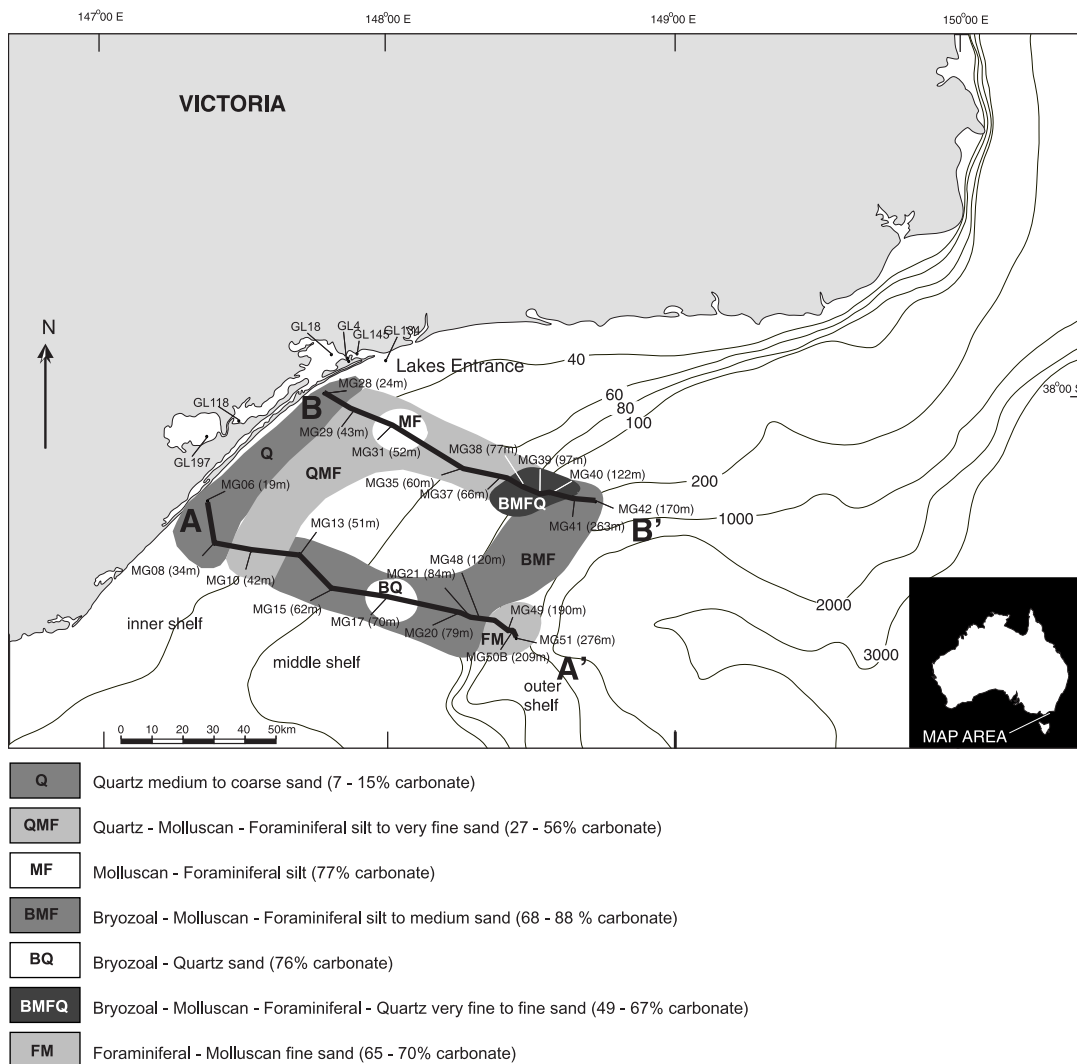 147°00 E
148°00 E
149°00 E
150°00 E
VICTORIA
N
GL18
GL4
GL145
GL134
Lakes Entrance
40
60
80
100
38°00 S
GL118
GL197
B
MG28 (24m)
MG29 (43m)
MF
MG31 (52m)
Q
QMF
MG38 (77m)
MG39 (97m)
MG40 (122m)
MG35 (60m)
MG37 (66m)
BMFQ
200
MG06 (19m)
A
MG42 (170m)
1000
MG41 (263m)
B'
MG13 (51m)
MG08 (34m)
MG10 (42m)
MG48 (120m)
BMF
MG21 (84m)
BQ
MG15 (62m)
MG17 (70m)
MG49 (190m)
2000
MG20 (79m)
FM
MG51 (276m)
MG50B (209m)
A'
3000
inner shelf
middle shelf
outer
shelf
0 10 20 30 40 50km
MAP AREA
Q Quartz medium to coarse sand (7 - 15% carbonate)
QMF Quartz - Molluscan - Foraminiferal silt to very fine sand (27 - 56% carbonate)
MF Molluscan - Foraminiferal silt (77% carbonate)
BMF Bryozoal - Molluscan - Foraminiferal silt to medium sand (68 - 88 % carbonate)
BQ Bryozoal - Quartz sand (76% carbonate)
BMFQ Bryozoal - Molluscan - Foraminiferal - Quartz very fine to fine sand (49 - 67% carbonate)
FM Foraminiferal - Molluscan fine sand (65 - 70% carbonate)